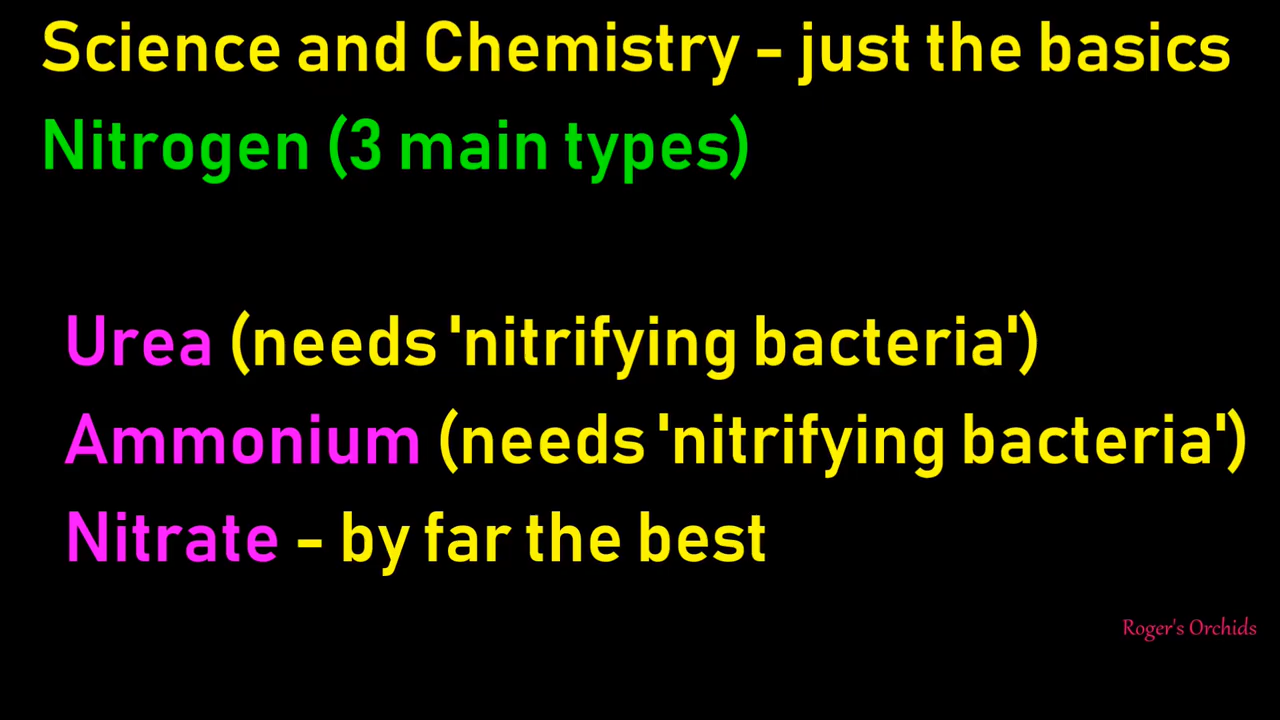 Science and Chemistry - just the basics
Nitrogen (3 main types)
Urea (needs 'nitrifying bacteria')
Ammonium (needs 'nitrifying bacteria')
Nitrate - by far the best
Roger's Orchids